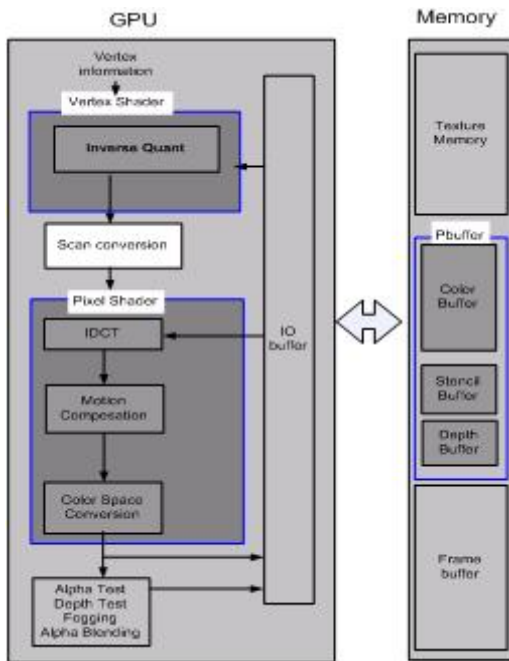 GPU
Vertex
information
Vertex Shader
Inverse Quant
Scan conversion
Pixel Shader
IDCT
Motion
Composation
Color Space
Conversion
Alpha Test
Depth Test
Fogging
Alpha Blending
IO
buffer
Memory
Texture
Memory
Pbuffer
Color
Buffer
Stencil
Buffer
Depth
Buffer
Frame
buffer